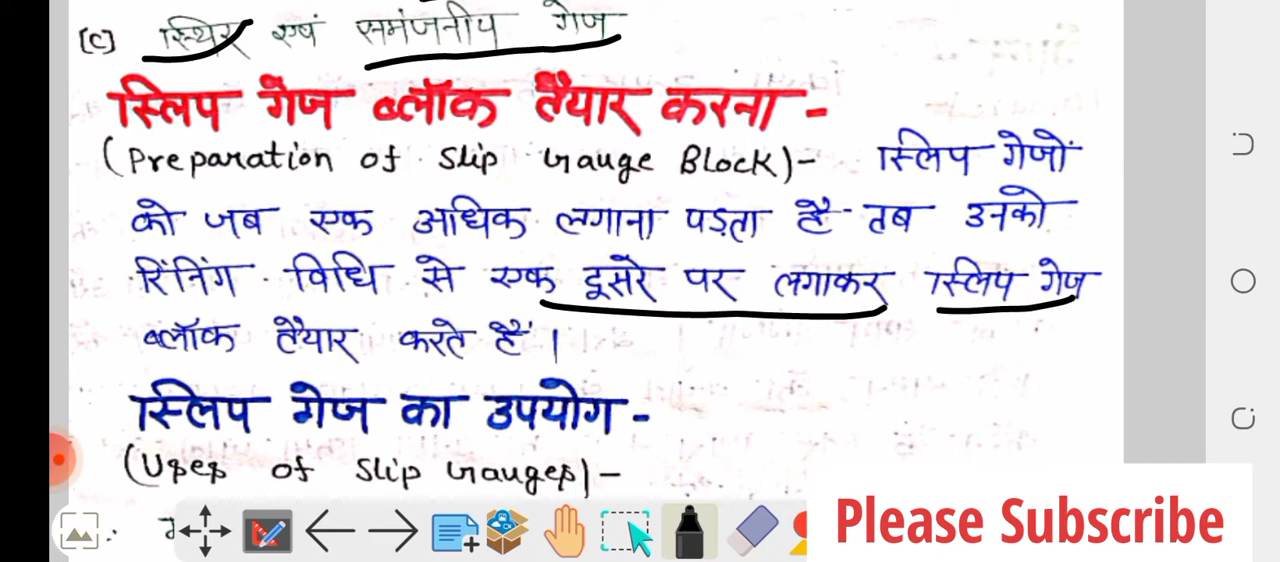 [C] स्थिर एवं समंजनीय गेज
स्लिप गेज ब्लॉक तैयार करना -
(Preparation of Slip Gauge Block)- स्लिप गेजों
को जब एक अधिक लगाना पड़ता है तब उनको
रिंनिंग विधि से एक दूसरे पर लगाकर स्लिप गेज
ब्लॉक तैयार करते हैं।
स्लिप गेज का उपयोग -
(Uses of Slip Gauges)-
Please Subscribe